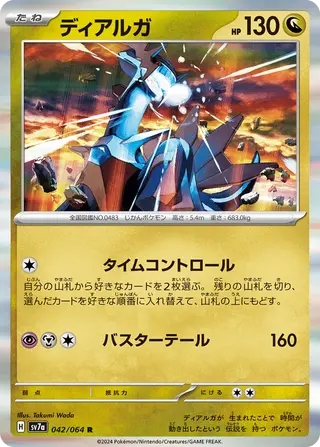 たね
ディアルガ
HP 130
全国図鑑NO.0483 じかんポケモン 高さ:5.4m 重さ:683.0kg
タイムコントロール
自分の山札から好きなカードを2枚選ぶ。残りの山札を切り、
選んだカードを好きな順番に入れ替えて、山札の上にもどす。
バスターテール 160
弱点 抵抗力 にげる
Illus. Takumi Wada
H sv7a 042/064 R
ディアルガが 生まれたことで 時間が
動き出したという 伝説を 持つ ポケモン。
©2024 Pokémon/Nintendo/Creatures/GAME FREAK.